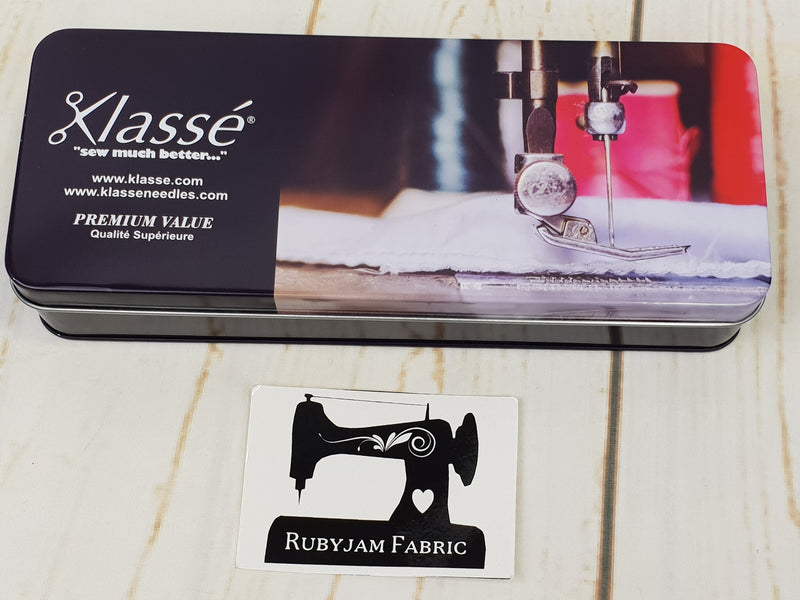 Klassé®
"sew much better..."
www.klasse.com
www.klasseneedles.com
PREMIUM VALUE
Qualité Supérieure
RUBYJAM FABRIC